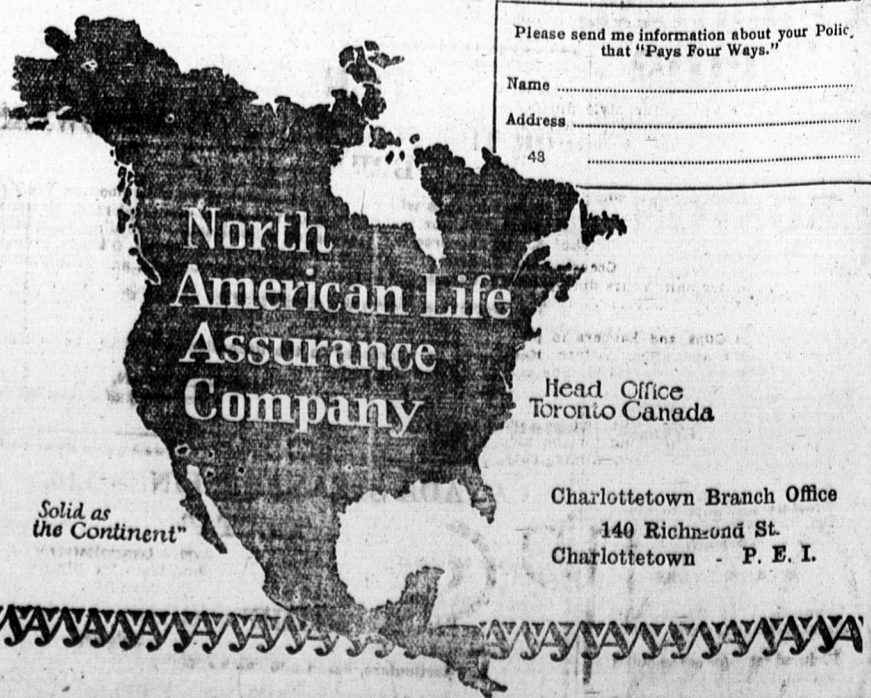 Please send me information about your Polic
that "Pays Four Ways."
Name
Address
43
North
American Life
Assurance
Company
Head Office
Toronto Canada
Solid as
the Continent"
Charlottetown Branch Office
140 Richmond St.
Charlottetown - P. E. I.